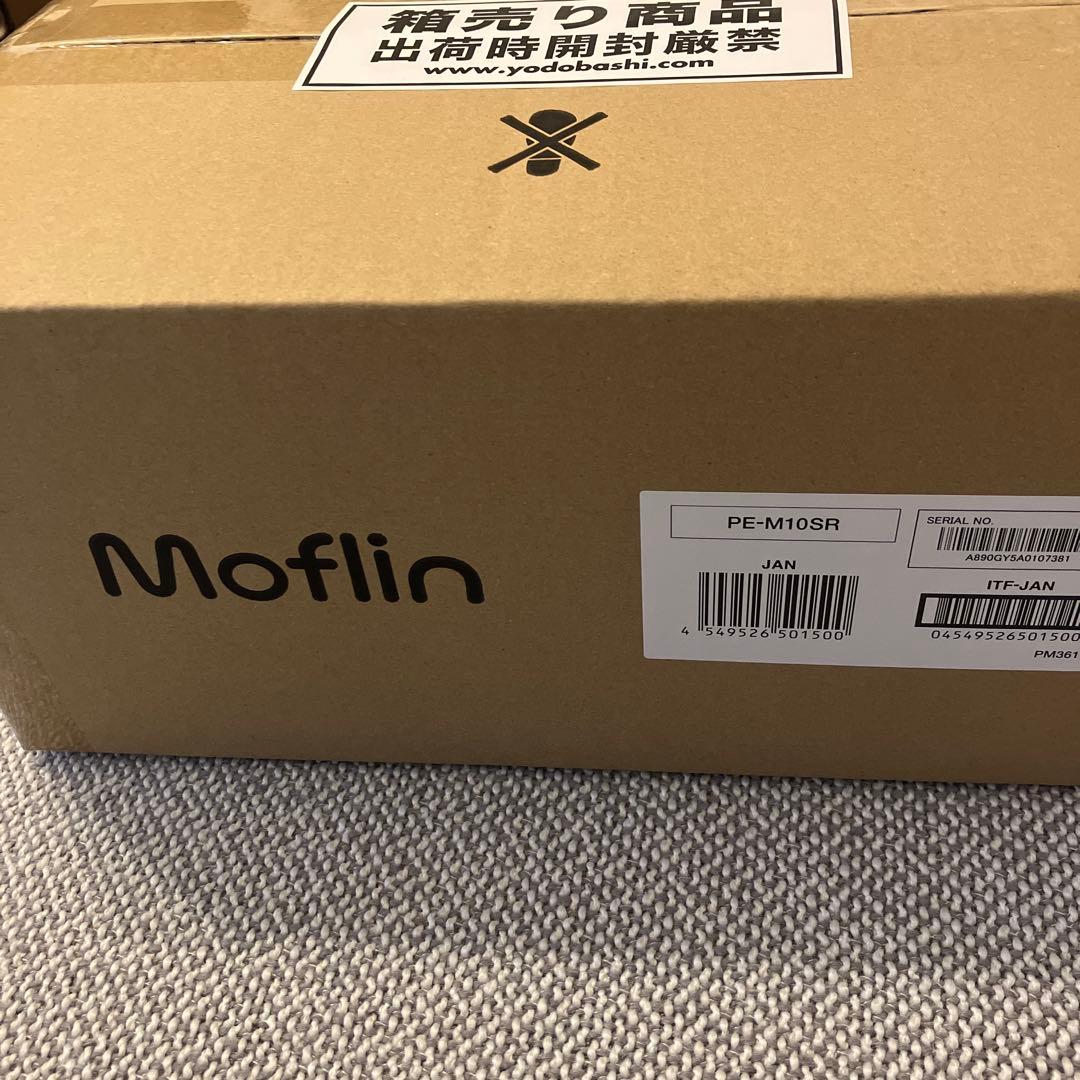 箱売り商品
出荷時開封厳禁
www.yodobashi.com
Moflin
PE-M10SR
SERIAL NO.
A890GY5A0107381
JAN
4 549526 501500
ITF-JAN
04549526501500
PM361